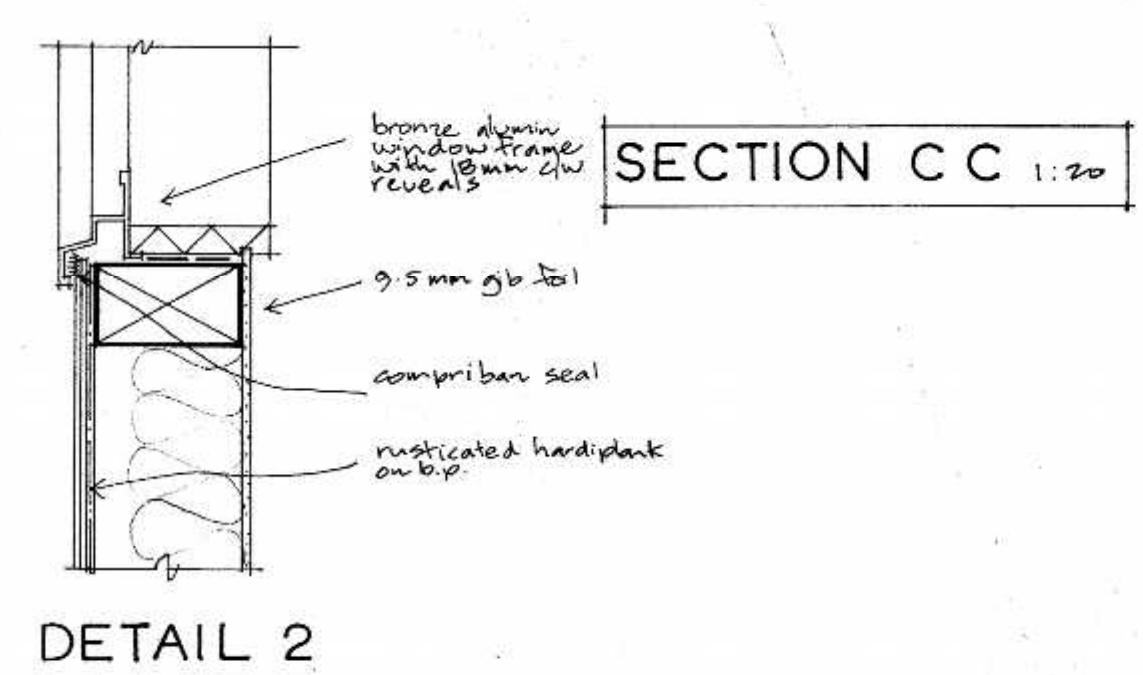 bronze alumin
window frame
with 18mm c/w
reveals
SECTION C C 1:20
9.5 mm gib foil
compriban seal
rusticated hardiplank
on b.p.
DETAIL 2